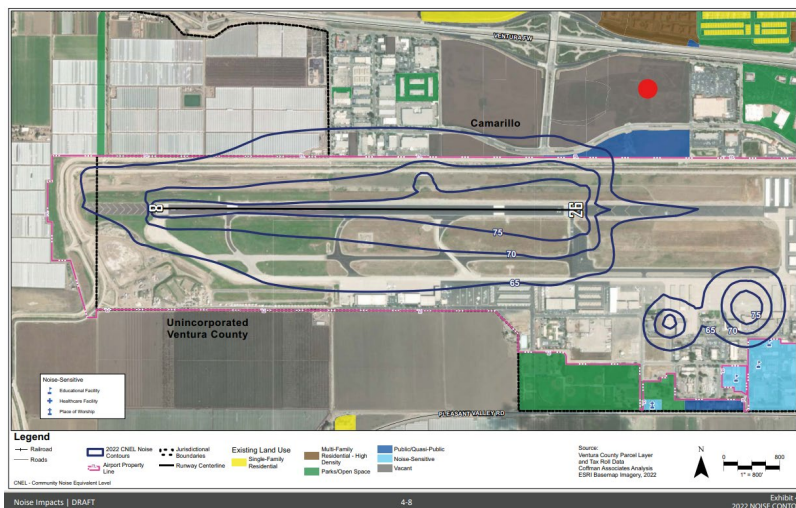 VENTURA FW
Camarillo
8
26
75
70
65
75
65
70
Unincorporated
Ventura County
PLEASANT VALLEY RD
Noise-Sensitive
Educational Facility
Healthcare Facility
Place of Worship
Legend
Railroad
Roads
2022 CNEL Noise
Contours
Airport Property
Line
Jurisdictional
Boundaries
Runway Centerline
Existing Land Use
Single-Family
Residential
Multi-Family
Residential - High
Density
Parks/Open Space
Public/Quasi-Public
Noise-Sensitive
Vacant
CNEL - Community Noise Equivalent Level
Source:
Ventura County Parcel Layer
and Tax Roll Data
Coffman Associates Analysis
ESRI Basemap Imagery, 2022
N
0 800
1" = 800'
Noise Impacts | DRAFT
4-8
Exhibit
2022 NOISE CONTO